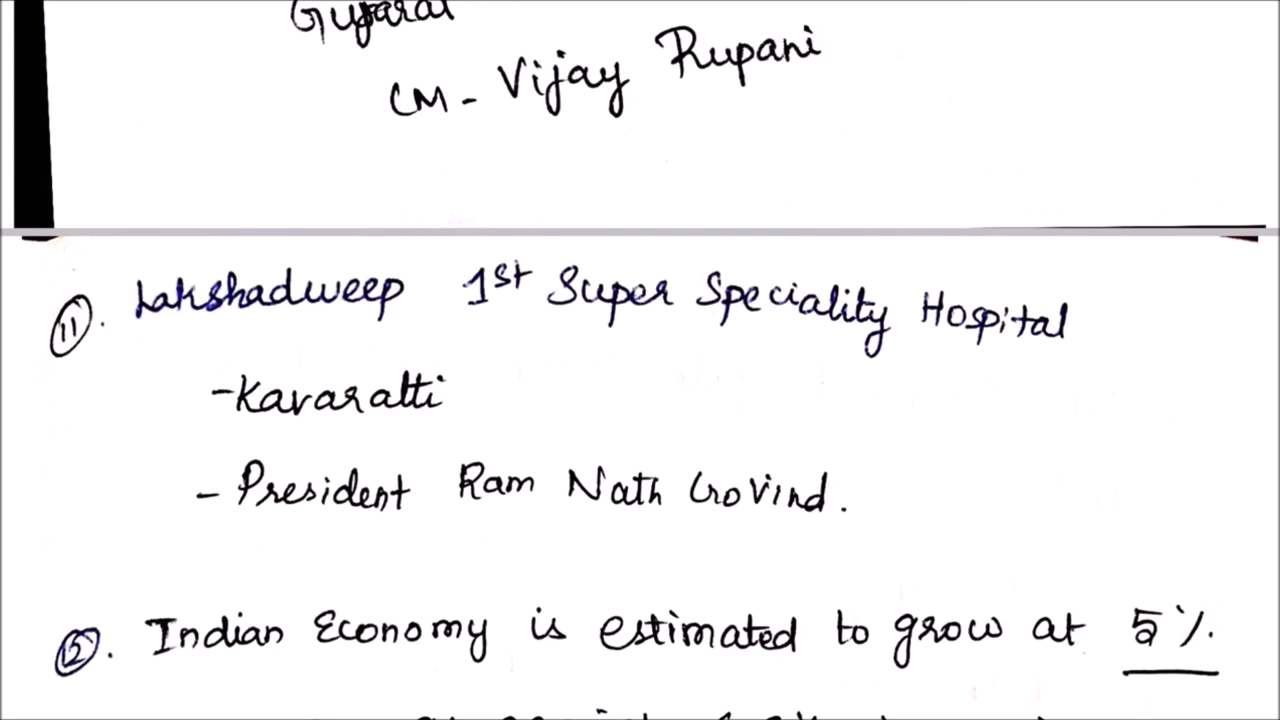 Gujarat
CM - Vijay Rupani
11. Lakshadweep 1st Super Speciality Hospital
- Kavaratti
- President Ram Nath Govind.
12. Indian Economy is estimated to grow at 5%.